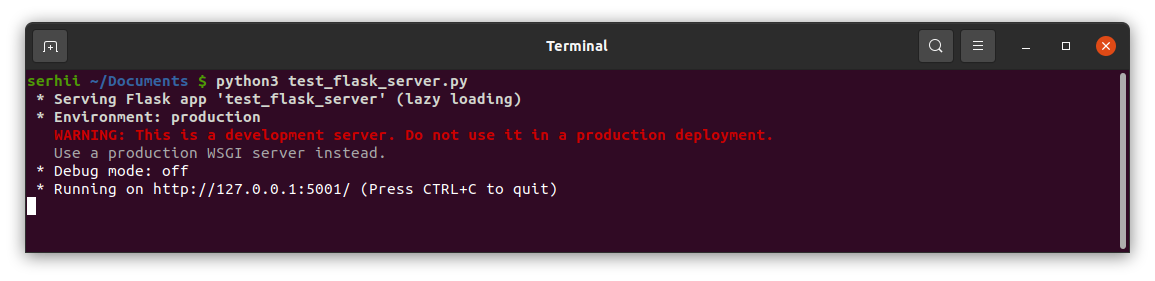 Terminal
serhii ~/Documents $ python3 test_flask_server.py
 * Serving Flask app 'test_flask_server' (lazy loading)
 * Environment: production
   WARNING: This is a development server. Do not use it in a production deployment.
   Use a production WSGI server instead.
 * Debug mode: off
 * Running on http://127.0.0.1:5001/ (Press CTRL+C to quit)